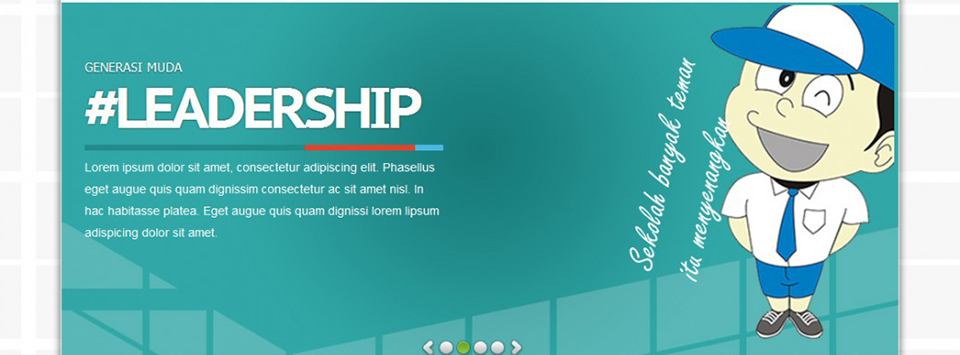 GENERASI MUDA
#LEADERSHIP
Lorem ipsum dolor sit amet, consectetur adipiscing elit. Phasellus
eget augue quis quam dignissim consectetur ac sit amet nisl. In
hac habitasse platea. Eget augue quis quam dignissi lorem lipsum
adispicing dolor sit amet.
Sekolah banyak teman
itu menyenangkan